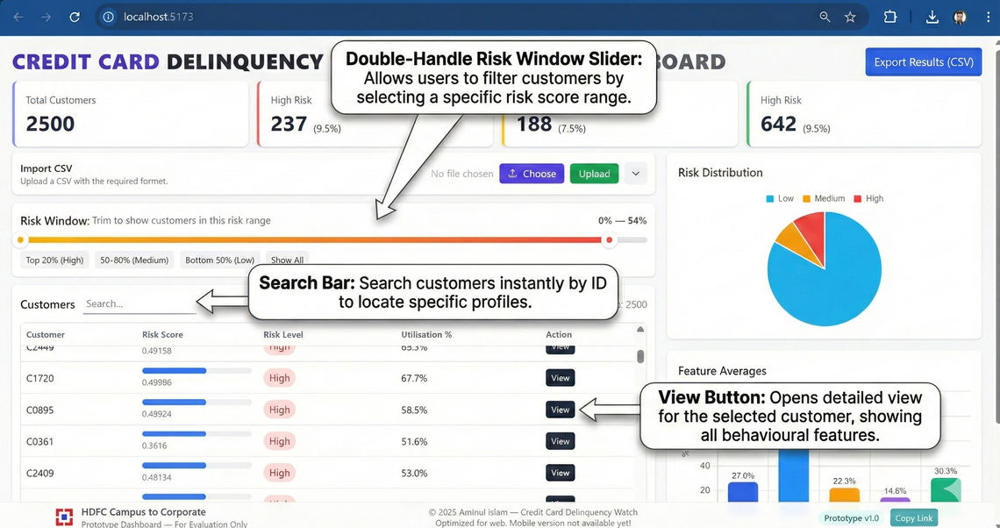 localhost:5173
CREDIT CARD DELINQUENCY
BOARD
Export Results (CSV)
Double-Handle Risk Window Slider:
Allows users to filter customers by
selecting a specific risk score range.
Total Customers
2500
High Risk
237 (9.5%)
188 (7.5%)
High Risk
642 (9.5%)
Import CSV
Upload a CSV with the required formet.
No file chosen
Choose
Uplaad
Risk Window: Trim to show customers in this risk range
0% — 54%
Top 20% (High)
50-80% (Medium)
Bottom 50% (Low)
Show All
Search Bar: Search customers instantly by ID
to locate specific profiles.
Customers
Search...
: 2500
Customer Risk Score Risk Level Utilisation % Action
C2449 0.49158 High 65.3% View
C1720 0.49986 High 67.7% View
C0895 0.49924 High 58.5% View
C0361 0.3616 High 51.6% View
C2409 0.48134 High 53.0% View
Risk Distribution
Low Medium High
Feature Averages
View Button: Opens detailed view
for the selected customer, showing
all behavioural features.
%
40
20
27.0%
22.3%
14.6%
30.3%
HDFC Campus to Corporate
Prototype Dashboard — For Evaluation Only
© 2025 Aminul islam — Credit Card Delinquency Watch
Optimized for web. Mobile version not available yet!
Prototype v1.0
Copy Link